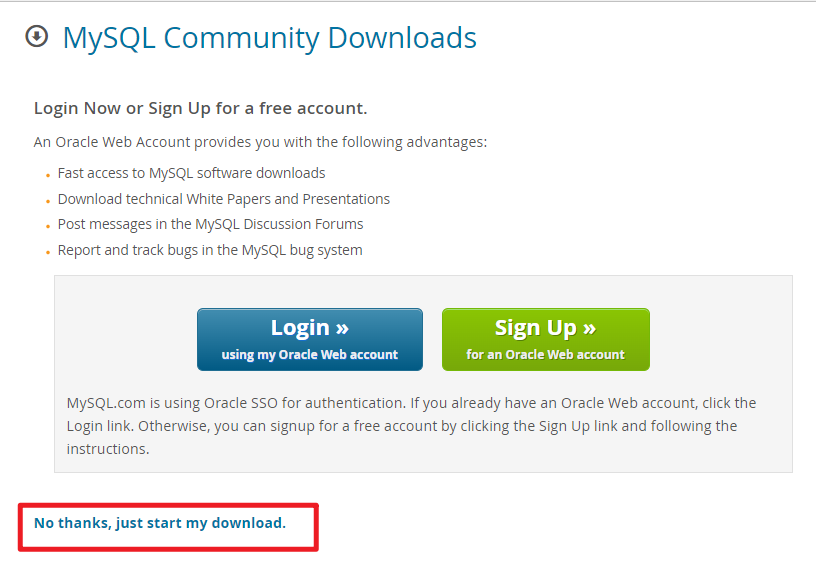 MySQL Community Downloads
Login Now or Sign Up for a free account.
An Oracle Web Account provides you with the following advantages:
Fast access to MySQL software downloads
Download technical White Papers and Presentations
Post messages in the MySQL Discussion Forums
Report and track bugs in the MySQL bug system
Login »
using my Oracle Web account
Sign Up »
for an Oracle Web account
MySQL.com is using Oracle SSO for authentication. If you already have an Oracle Web account, click the
Login link. Otherwise, you can signup for a free account by clicking the Sign Up link and following the
instructions.
No thanks, just start my download.